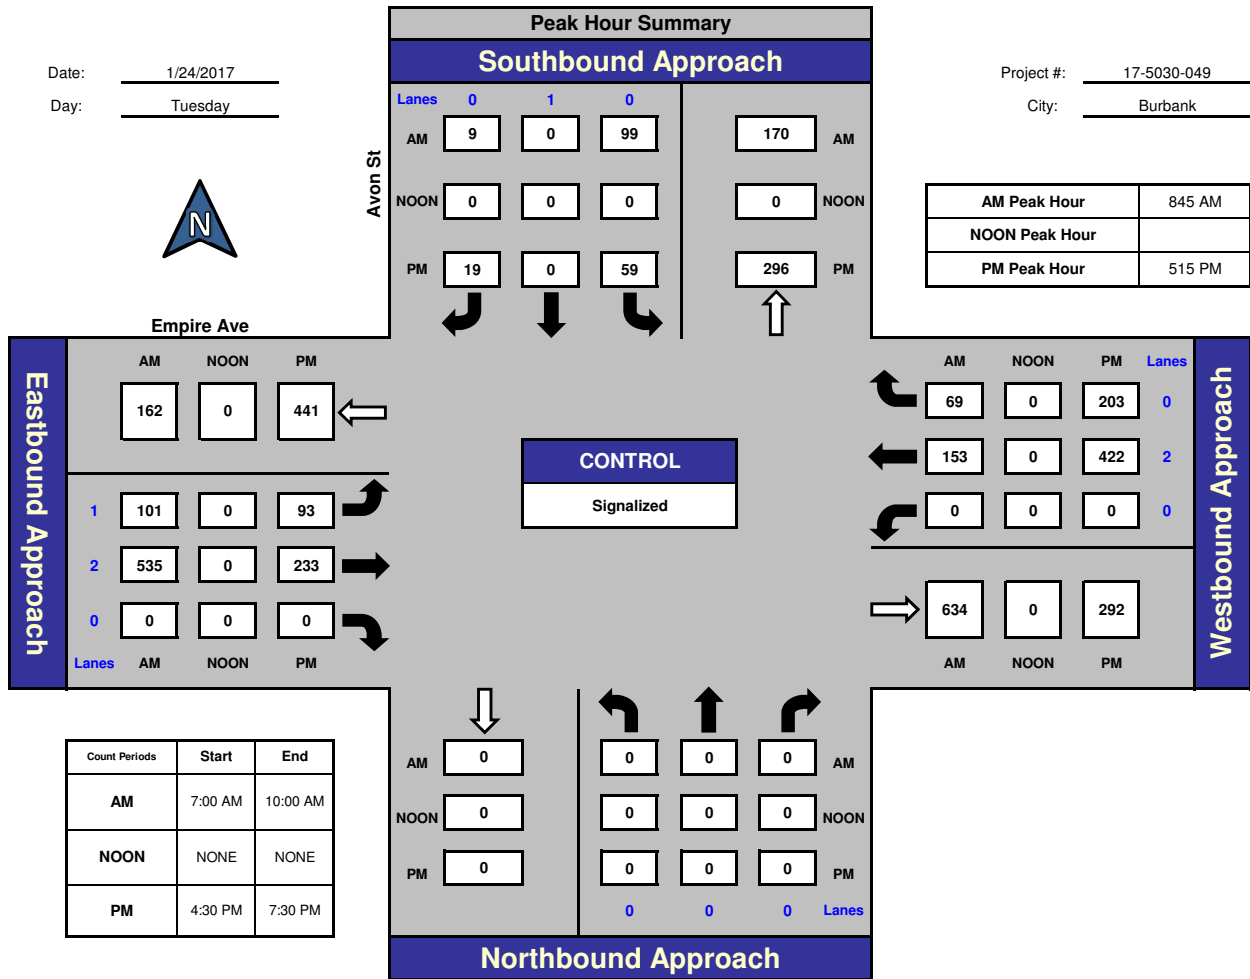 Peak Hour Summary
Southbound Approach
Date: 1/24/2017
Day: Tuesday
Project #: 17-5030-049
City: Burbank
N
Avon St
Lanes 0 1 0
AM 9 0 99 170 AM
NOON 0 0 0 0 NOON
PM 19 0 59 296 PM
AM Peak Hour 845 AM
NOON Peak Hour
PM Peak Hour 515 PM
Empire Ave
Eastbound Approach
AM NOON PM
162 0 441
1 101 0 93
2 535 0 233
0 0 0 0
Lanes AM NOON PM
CONTROL
Signalized
AM NOON PM Lanes
69 0 203 0
153 0 422 2
0 0 0 0
634 0 292
AM NOON PM
Westbound Approach
Count Periods Start End
AM 7:00 AM 10:00 AM
NOON NONE NONE
PM 4:30 PM 7:30 PM
AM 0 0 0 0 AM
NOON 0 0 0 0 NOON
PM 0 0 0 0 PM
0 0 0 Lanes
Northbound Approach